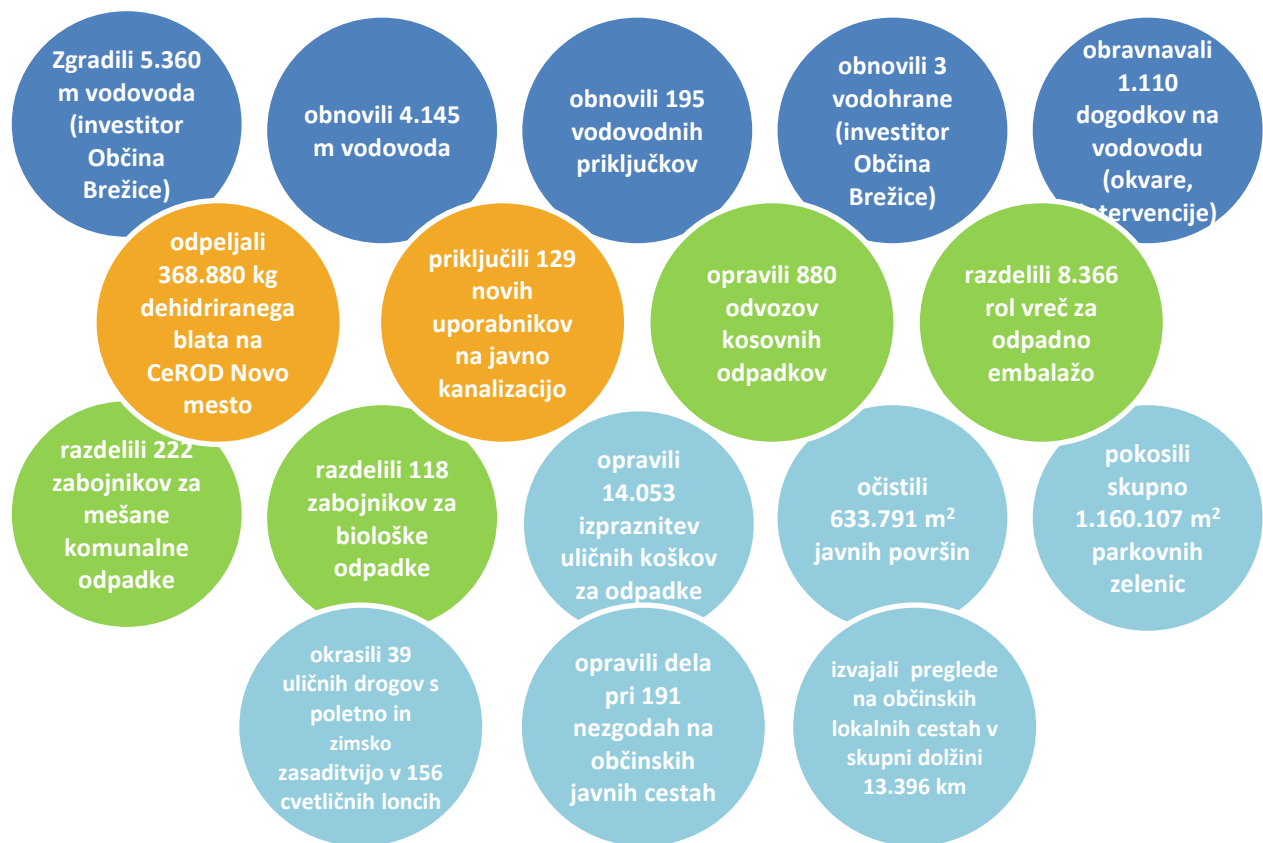 Zgradili 5.360
m vodovoda
(investitor
Občina
Brežice)
obnovili 4.145
m vodovoda
obnovili 195
vodovodnih
priključkov
obnovili 3
vodohrane
(investitor
Občina
Brežice)
obravnavali
1.110
dogodkov na
vodovodu
(okvare,
intervencije)
odpeljali
368.880 kg
dehidriranega
blata na
CeROD Novo
mesto
priključili 129
novih
uporabnikov
na javno
kanalizacijo
opravili 880
odvozov
kosovnih
odpadkov
razdelili 8.366
rol vreč za
odpadno
embalažo
razdelili 222
zabojnikov za
mešane
komunalne
odpadke
razdelili 118
zabojnikov za
biološke
odpadke
opravili
14.053
izpraznitev
uličnih koškov
za odpadke
očistili
633.791 m²
javnih površin
pokosili
skupno
1.160.107 m²
parkovnih
zelenic
okrasili 39
uličnih drogov s
poletno in
zimsko
zasaditvijo v 156
cvetličnih loncih
opravili dela
pri 191
nezgodah na
občinskih
javnih cestah
izvajali preglede
na občinskih
lokalnih cestah v
skupni dolžini
13.396 km